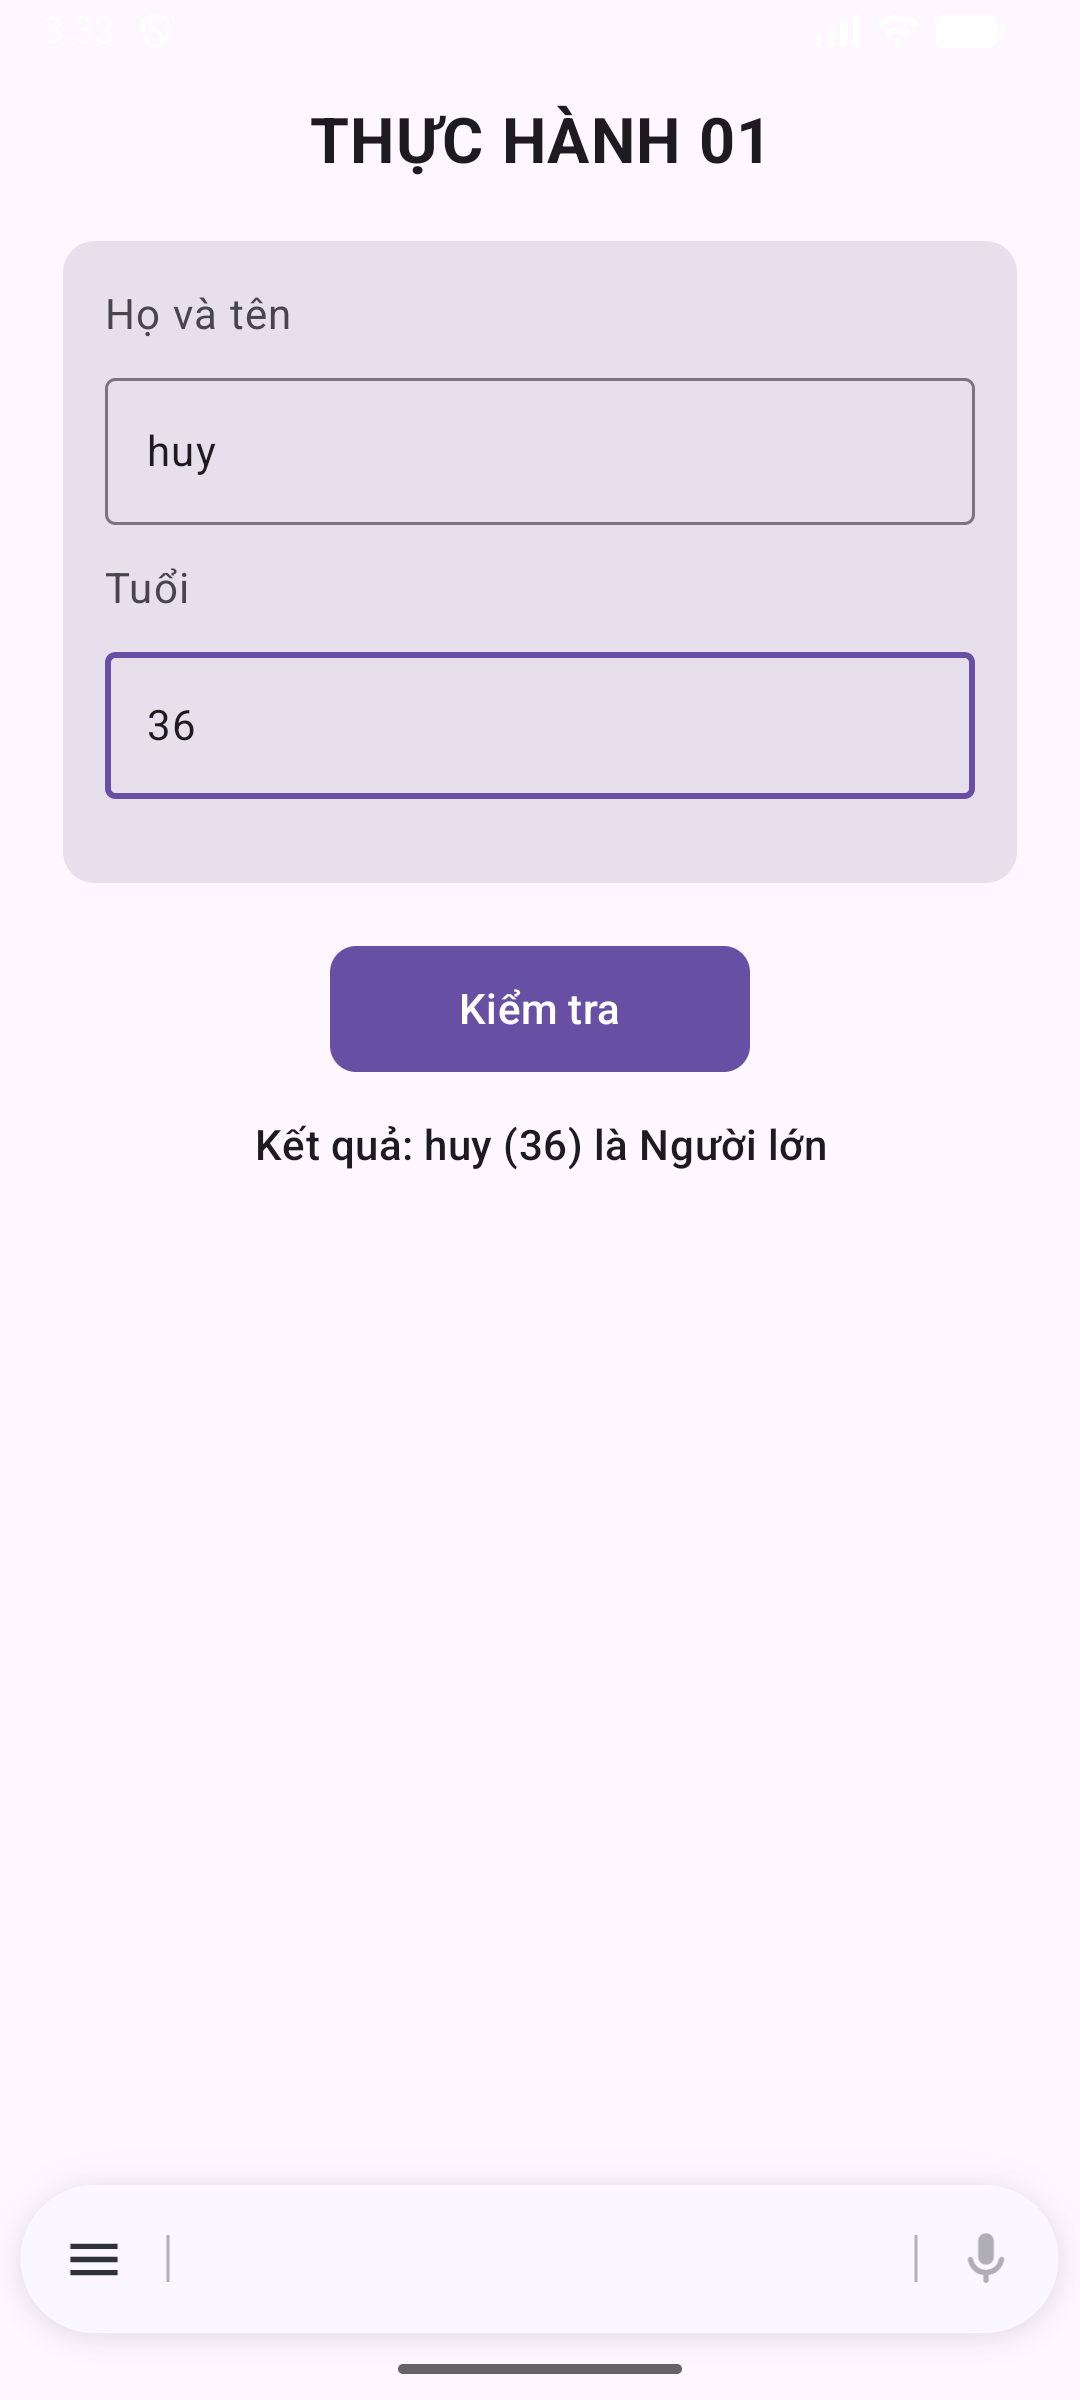 3:33
THỰC HÀNH 01
Họ và tên
huy
Tuổi
36
Kiểm tra
Kết quả: huy (36) là Người lớn